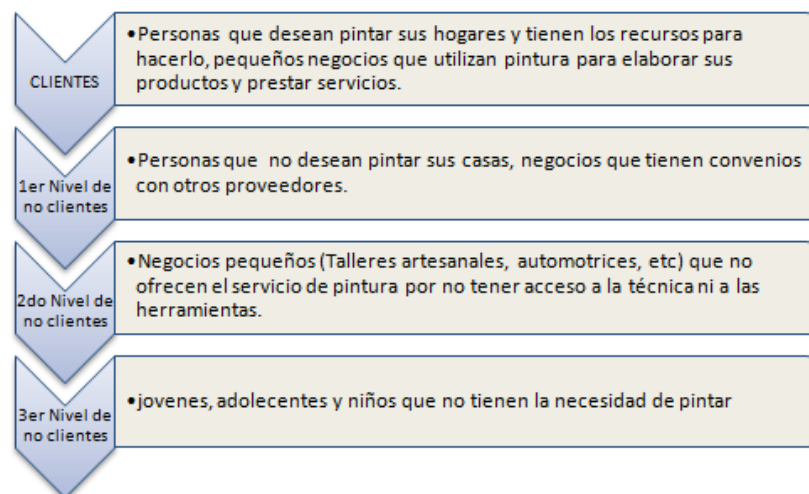 CLIENTES
•Personas que desean pintar sus hogares y tienen los recursos para
hacerlo, pequeños negocios que utilizan pintura para elaborar sus
productos y prestar servicios.
1er Nivel de
no clientes
•Personas que no desean pintar sus casas, negocios que tienen convenios
con otros proveedores.
2do Nivel de
no clientes
•Negocios pequeños (Talleres artesanales, automotrices, etc) que no
ofrecen el servicio de pintura por no tener acceso a la técnica ni a las
herramientas.
3er Nivel de
no clientes
•jovenes, adolecentes y niños que no tienen la necesidad de pintar